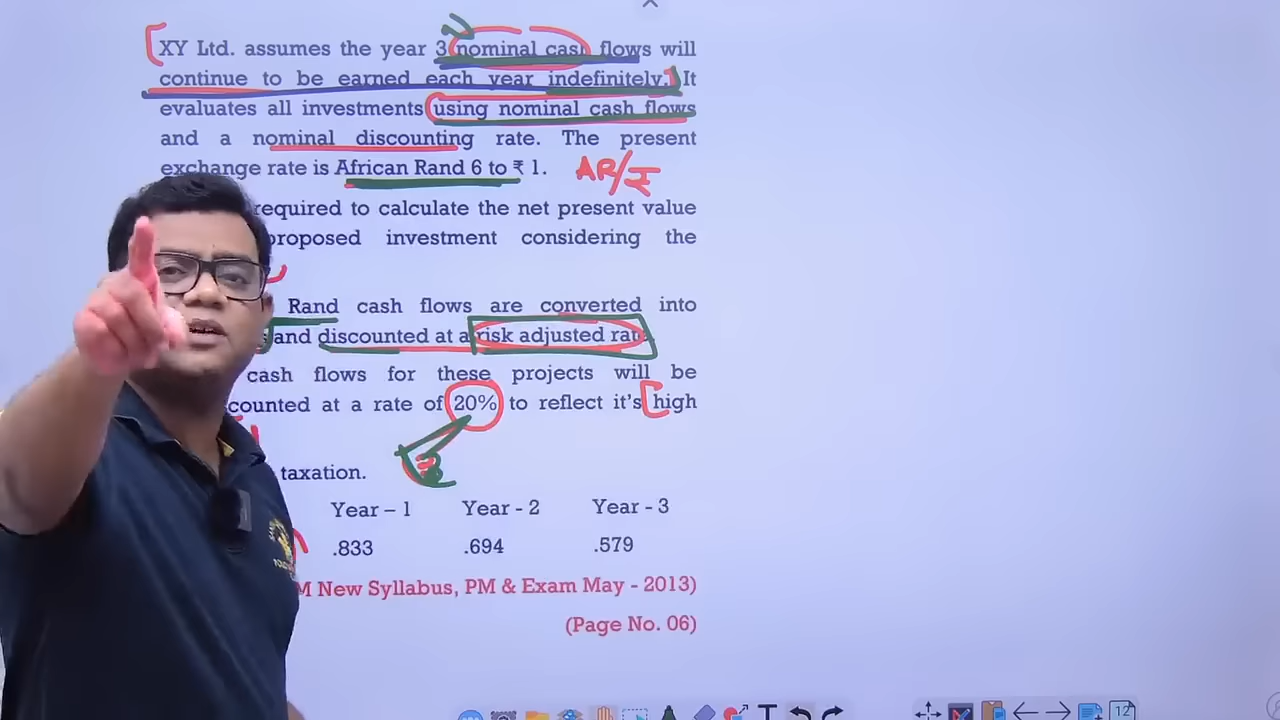 XY Ltd. assumes the year 3 nominal cash flows will
continue to be earned each year indefinitely. It
evaluates all investments using nominal cash flows
and a nominal discounting rate. The present
exchange rate is African Rand 6 to ₹ 1. AR/₹
required to calculate the net present value
proposed investment considering the
Rand cash flows are converted into
and discounted at a risk adjusted rate
cash flows for these projects will be
counted at a rate of 20% to reflect it's high
taxation.
Year – 1 Year - 2 Year - 3
.833 .694 .579
M New Syllabus, PM & Exam May - 2013)
(Page No. 06)
12